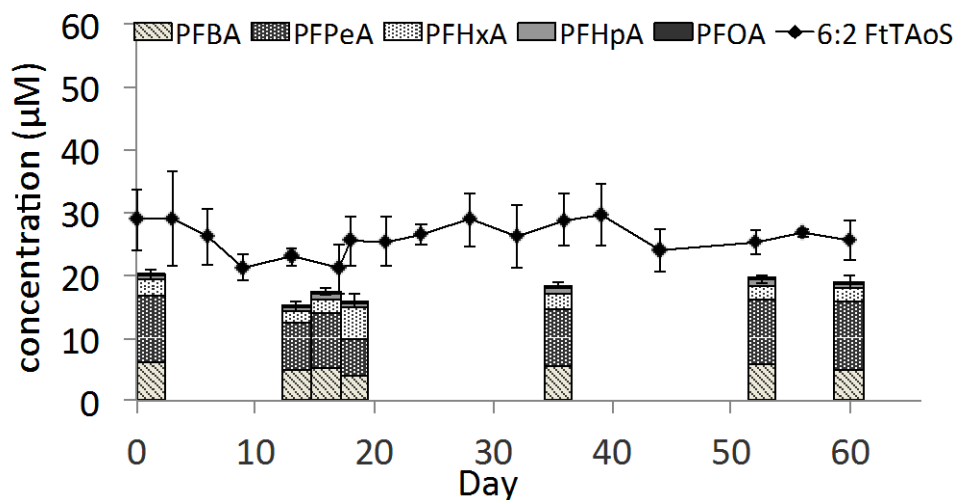 PFBA PFPeA PFHxA PFHpA PFOA 6:2 FtTAoS
60
50
40
30
20
10
0
concentration (µM)
0 10 20 30 40 50 60
Day